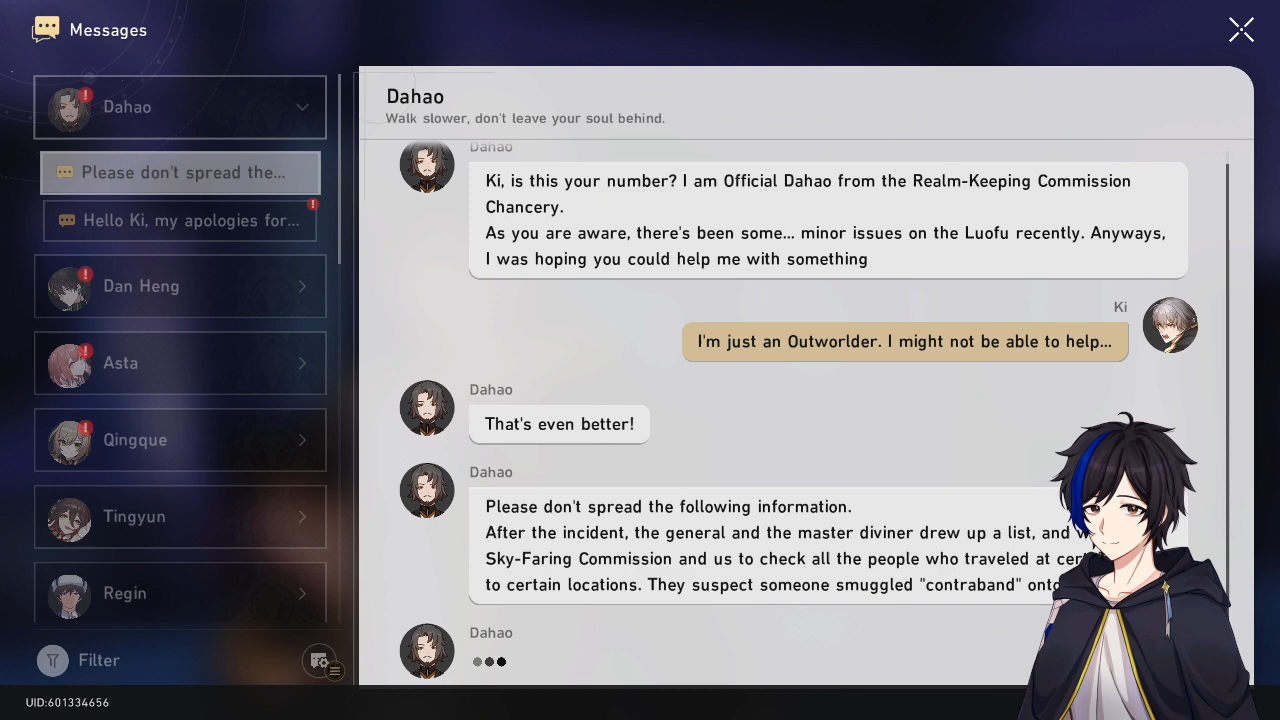 Messages
Dahao
Please don't spread the...
Hello Ki, my apologies for...
Dan Heng
Asta
Qingque
Tingyun
Regin
Filter
UID:601334656
Dahao
Walk slower, don't leave your soul behind.
Dahao
Ki, is this your number? I am Official Dahao from the Realm-Keeping Commission
Chancery.
As you are aware, there's been some... minor issues on the Luofu recently. Anyways,
I was hoping you could help me with something
Ki
I'm just an Outworlder. I might not be able to help...
Dahao
That's even better!
Dahao
Please don't spread the following information.
After the incident, the general and the master diviner drew up a list, and
Sky-Faring Commission and us to check all the people who traveled at
to certain locations. They suspect someone smuggled "contraband"
Dahao